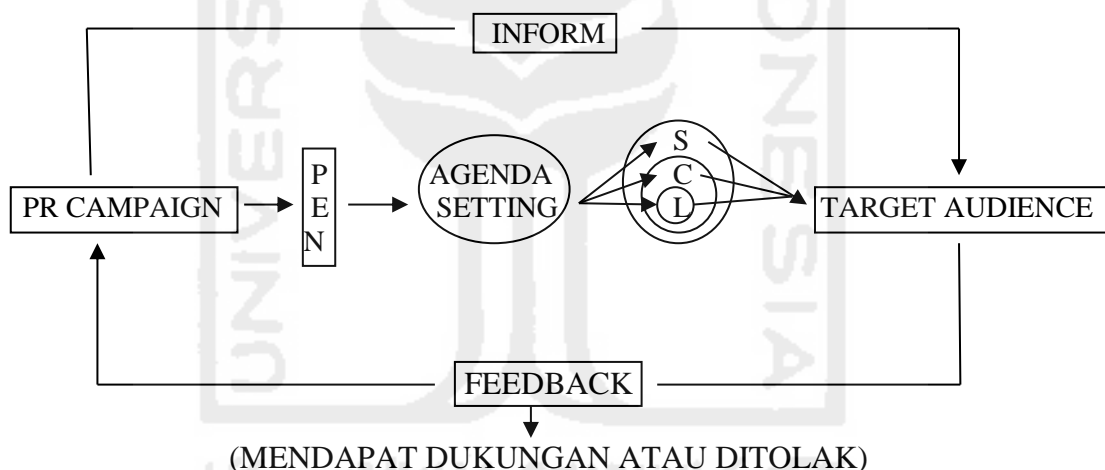 INFORM
S
P
AGENDA
C
PR CAMPAIGN
E
SETTING
L
TARGET AUDIENCE
N
FEEDBACK
(MENDAPAT DUKUNGAN ATAU DITOLAK)